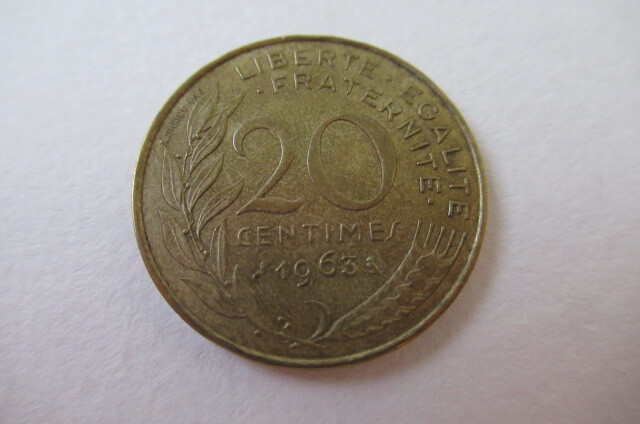 LIBERTE · EGALITE
· FRATERNITE ·
20
CENTIMES
1963